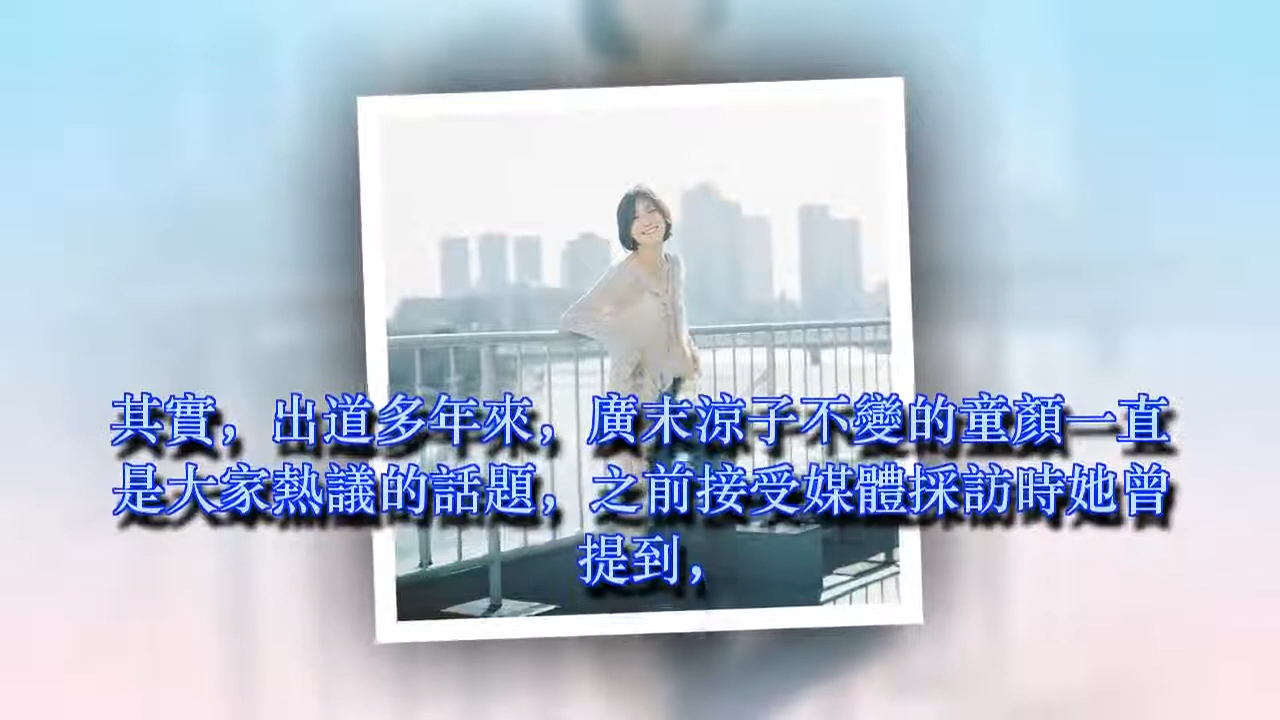 其實，出道多年來，廣末涼子不變的童顏一直
是大家熱議的話題，之前接受媒體採訪時她曾
提到，